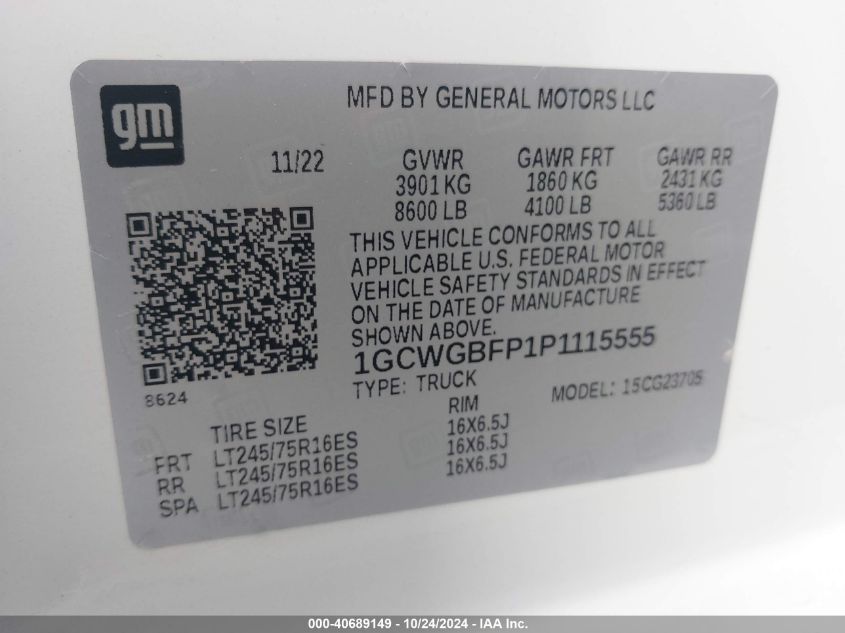 gm
MFD BY GENERAL MOTORS LLC
11/22 GVWR GAWR FRT GAWR RR
3901 KG 1860 KG 2431 KG
8600 LB 4100 LB 5360 LB
THIS VEHICLE CONFORMS TO ALL
APPLICABLE U.S. FEDERAL MOTOR
VEHICLE SAFETY STANDARDS IN EFFECT
ON THE DATE OF MANUFACTURE
SHOWN ABOVE.
1GCWGBFP1P1115555
8624
TYPE: TRUCK MODEL: 15CG23705
TIRE SIZE RIM
FRT LT245/75R16ES 16X6.5J
RR LT245/75R16ES 16X6.5J
SPA LT245/75R16ES 16X6.5J
000-40689149 - 10/24/2024 - IAA Inc.